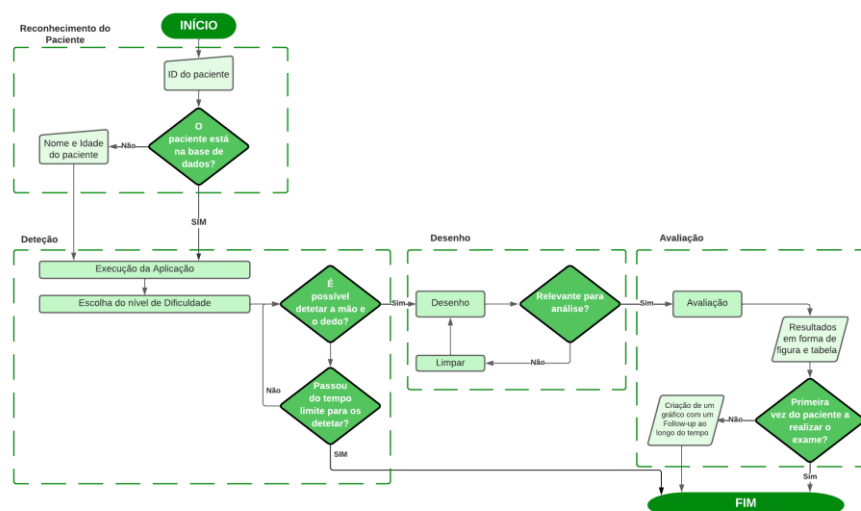 INÍCIO
Reconhecimento do
Paciente
ID do paciente
O
paciente está
na base de
dados?
Não
Nome e Idade
do paciente
SIM
Deteção
Execução da Aplicação
Escolha do nível de Dificuldade
É
possível
detetar a mão e
o dedo?
Sim
Não
Passou
do tempo
limite para os
detetar?
SIM
Desenho
Desenho
Relevante para
análise?
Não
Limpar
Sim
Avaliação
Avaliação
Resultados
em forma de
figura e tabela
Primeira
vez do paciente a
realizar o
exame?
Não
Criação de um
gráfico com um
Follow-up ao
longo do tempo
Sim
FIM